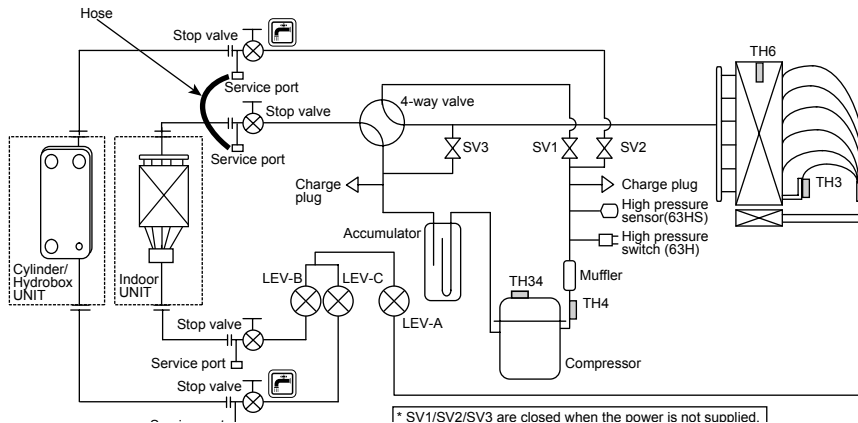 Hose
Stop valve
Service port
TH6
Stop valve
4-way valve
Service port
SV3
SV1
SV2
Charge
plug
Charge plug
TH3
High pressure
sensor(63HS)
Accumulator
High pressure
switch (63H)
Cylinder/
Hydrobox
UNIT
Indoor
UNIT
LEV-B
LEV-C
Muffler
TH34
TH4
LEV-A
Stop valve
Service port
Compressor
Stop valve
* SV1/SV2/SV3 are closed when the power is not supplied.